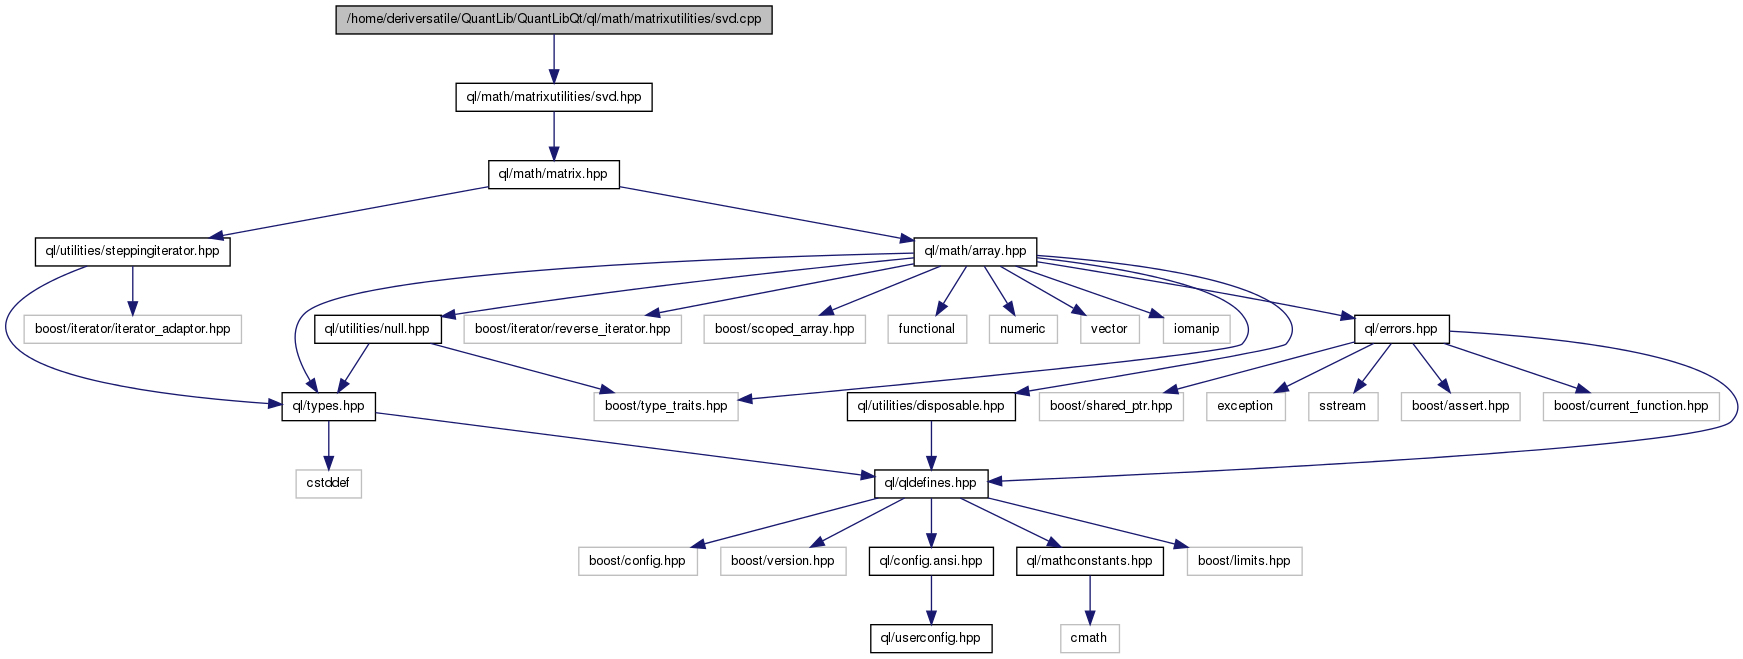 /home/deriversatile/QuantLib/QuantLibQt/ql/math/matrixutilities/svd.cpp
ql/math/matrixutilities/svd.hpp
ql/math/matrix.hpp
ql/utilities/steppingiterator.hpp
ql/math/array.hpp
boost/iterator/iterator_adaptor.hpp
ql/utilities/null.hpp
boost/iterator/reverse_iterator.hpp
boost/scoped_array.hpp
functional
numeric
vector
iomanip
ql/errors.hpp
ql/types.hpp
boost/type_traits.hpp
ql/utilities/disposable.hpp
boost/shared_ptr.hpp
exception
sstream
boost/assert.hpp
boost/current_function.hpp
cstddef
ql/qldefines.hpp
boost/config.hpp
boost/version.hpp
ql/config.ansi.hpp
ql/mathconstants.hpp
boost/limits.hpp
ql/userconfig.hpp
cmath